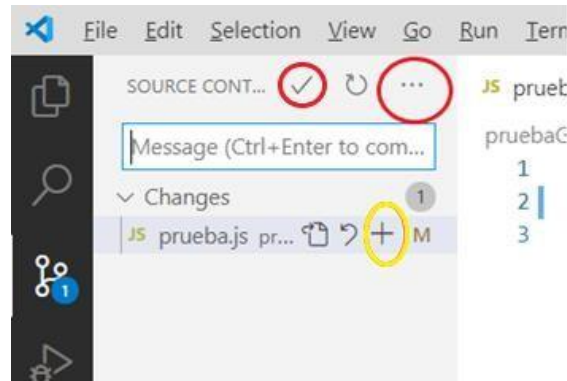 File Edit Selection View Go Run Tern
SOURCE CONT... ...
JS prueb
Message (Ctrl+Enter to com...
pruebaG
Changes 1
JS prueba.js pr... M
1
2
3
1